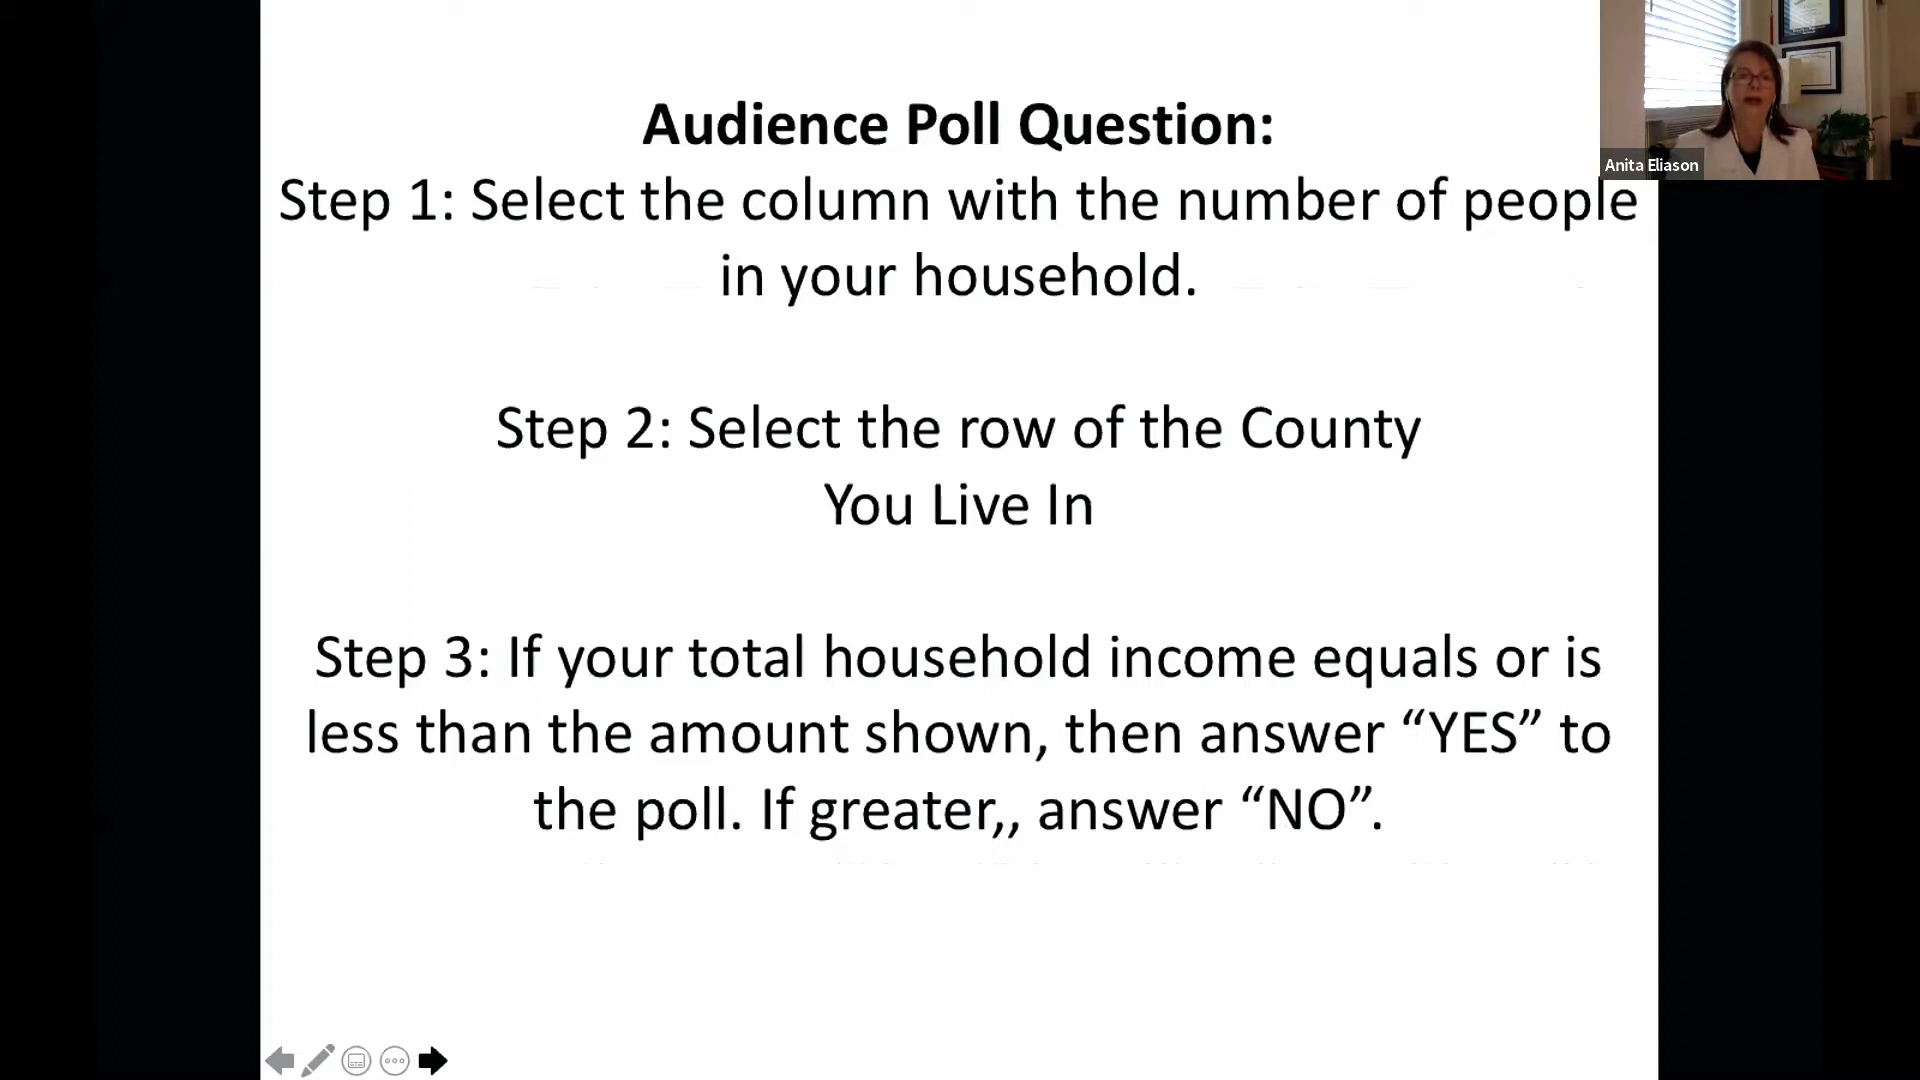 Audience Poll Question:
Step 1: Select the column with the number of people
in your household.
Step 2: Select the row of the County
You Live In
Step 3: If your total household income equals or is
less than the amount shown, then answer “YES” to
the poll. If greater,, answer “NO”.
Anita Eliason